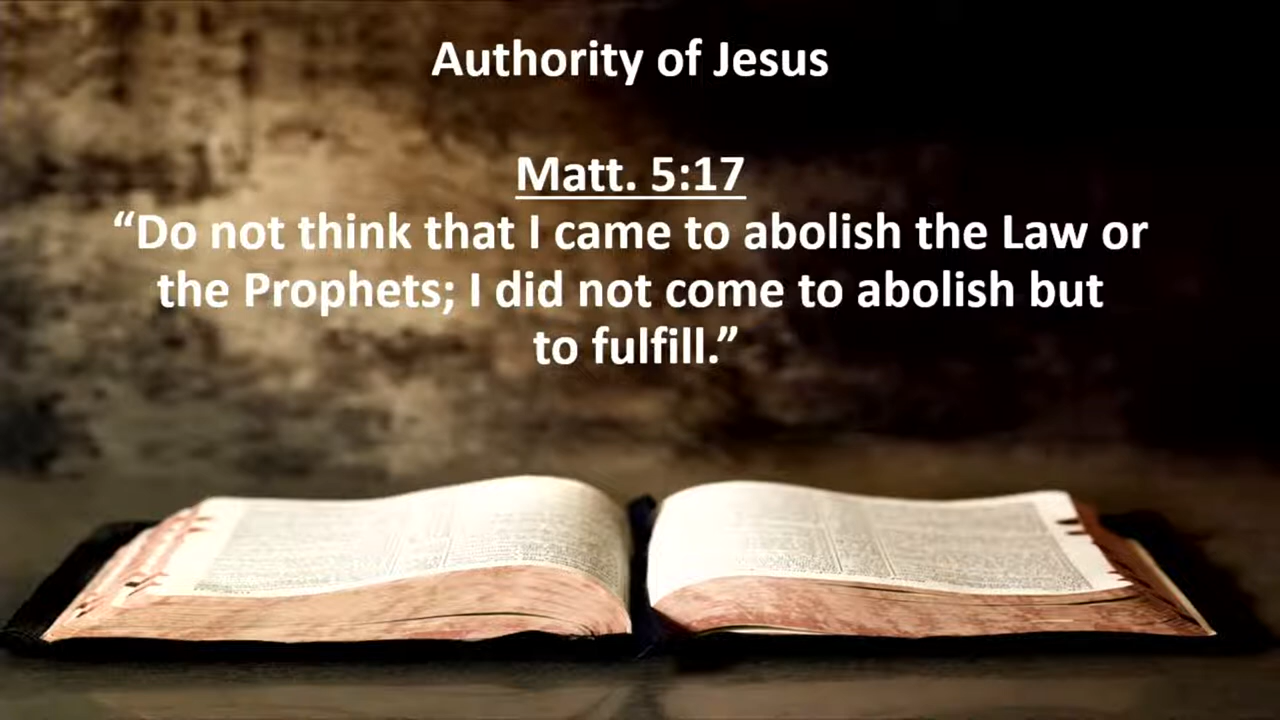 Authority of Jesus
Matt. 5:17
“Do not think that I came to abolish the Law or
the Prophets; I did not come to abolish but
to fulfill.”